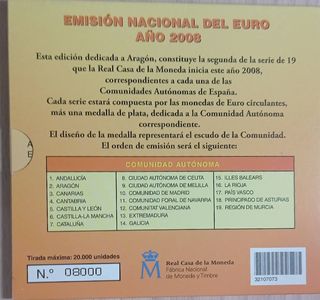 EMISIÓN NACIONAL DEL EURO
AÑO 2008
Esta edición dedicada a Aragón, constituye la segunda de la serie de 19
que la Real Casa de la Moneda inicia este año 2008,
correspondientes a cada una de las
Comunidades Autónomas de España.
Cada serie estará compuesta por las monedas de Euro circulantes,
más una medalla de plata, dedicada a la Comunidad Autónoma
correspondiente.
El diseño de la medalla representará el escudo de la Comunidad.
El orden de emisión será el siguiente:
COMUNIDAD AUTÓNOMA
1. ANDALUCÍA
2. ARAGÓN
3. CANARIAS
4. CANTABRIA
5. CASTILLA Y LEÓN
6. CASTILLA-LA MANCHA
7. CATALUÑA
8. CIUDAD AUTÓNOMA DE CEUTA
9. CIUDAD AUTÓNOMA DE MELILLA
10. COMUNIDAD DE MADRID
11. COMUNIDAD FORAL DE NAVARRA
12. COMUNITAT VALENCIANA
13. EXTREMADURA
14. GALICIA
15. ILLES BALEARS
16. LA RIOJA
17. PAÍS VASCO
18. PRINCIPADO DE ASTURIAS
19. REGIÓN DE MURCIA
Tirada máxima: 20.000 unidades
N.º 08000
Real Casa de la Moneda
Fábrica Nacional
de Moneda y Timbre
32107073